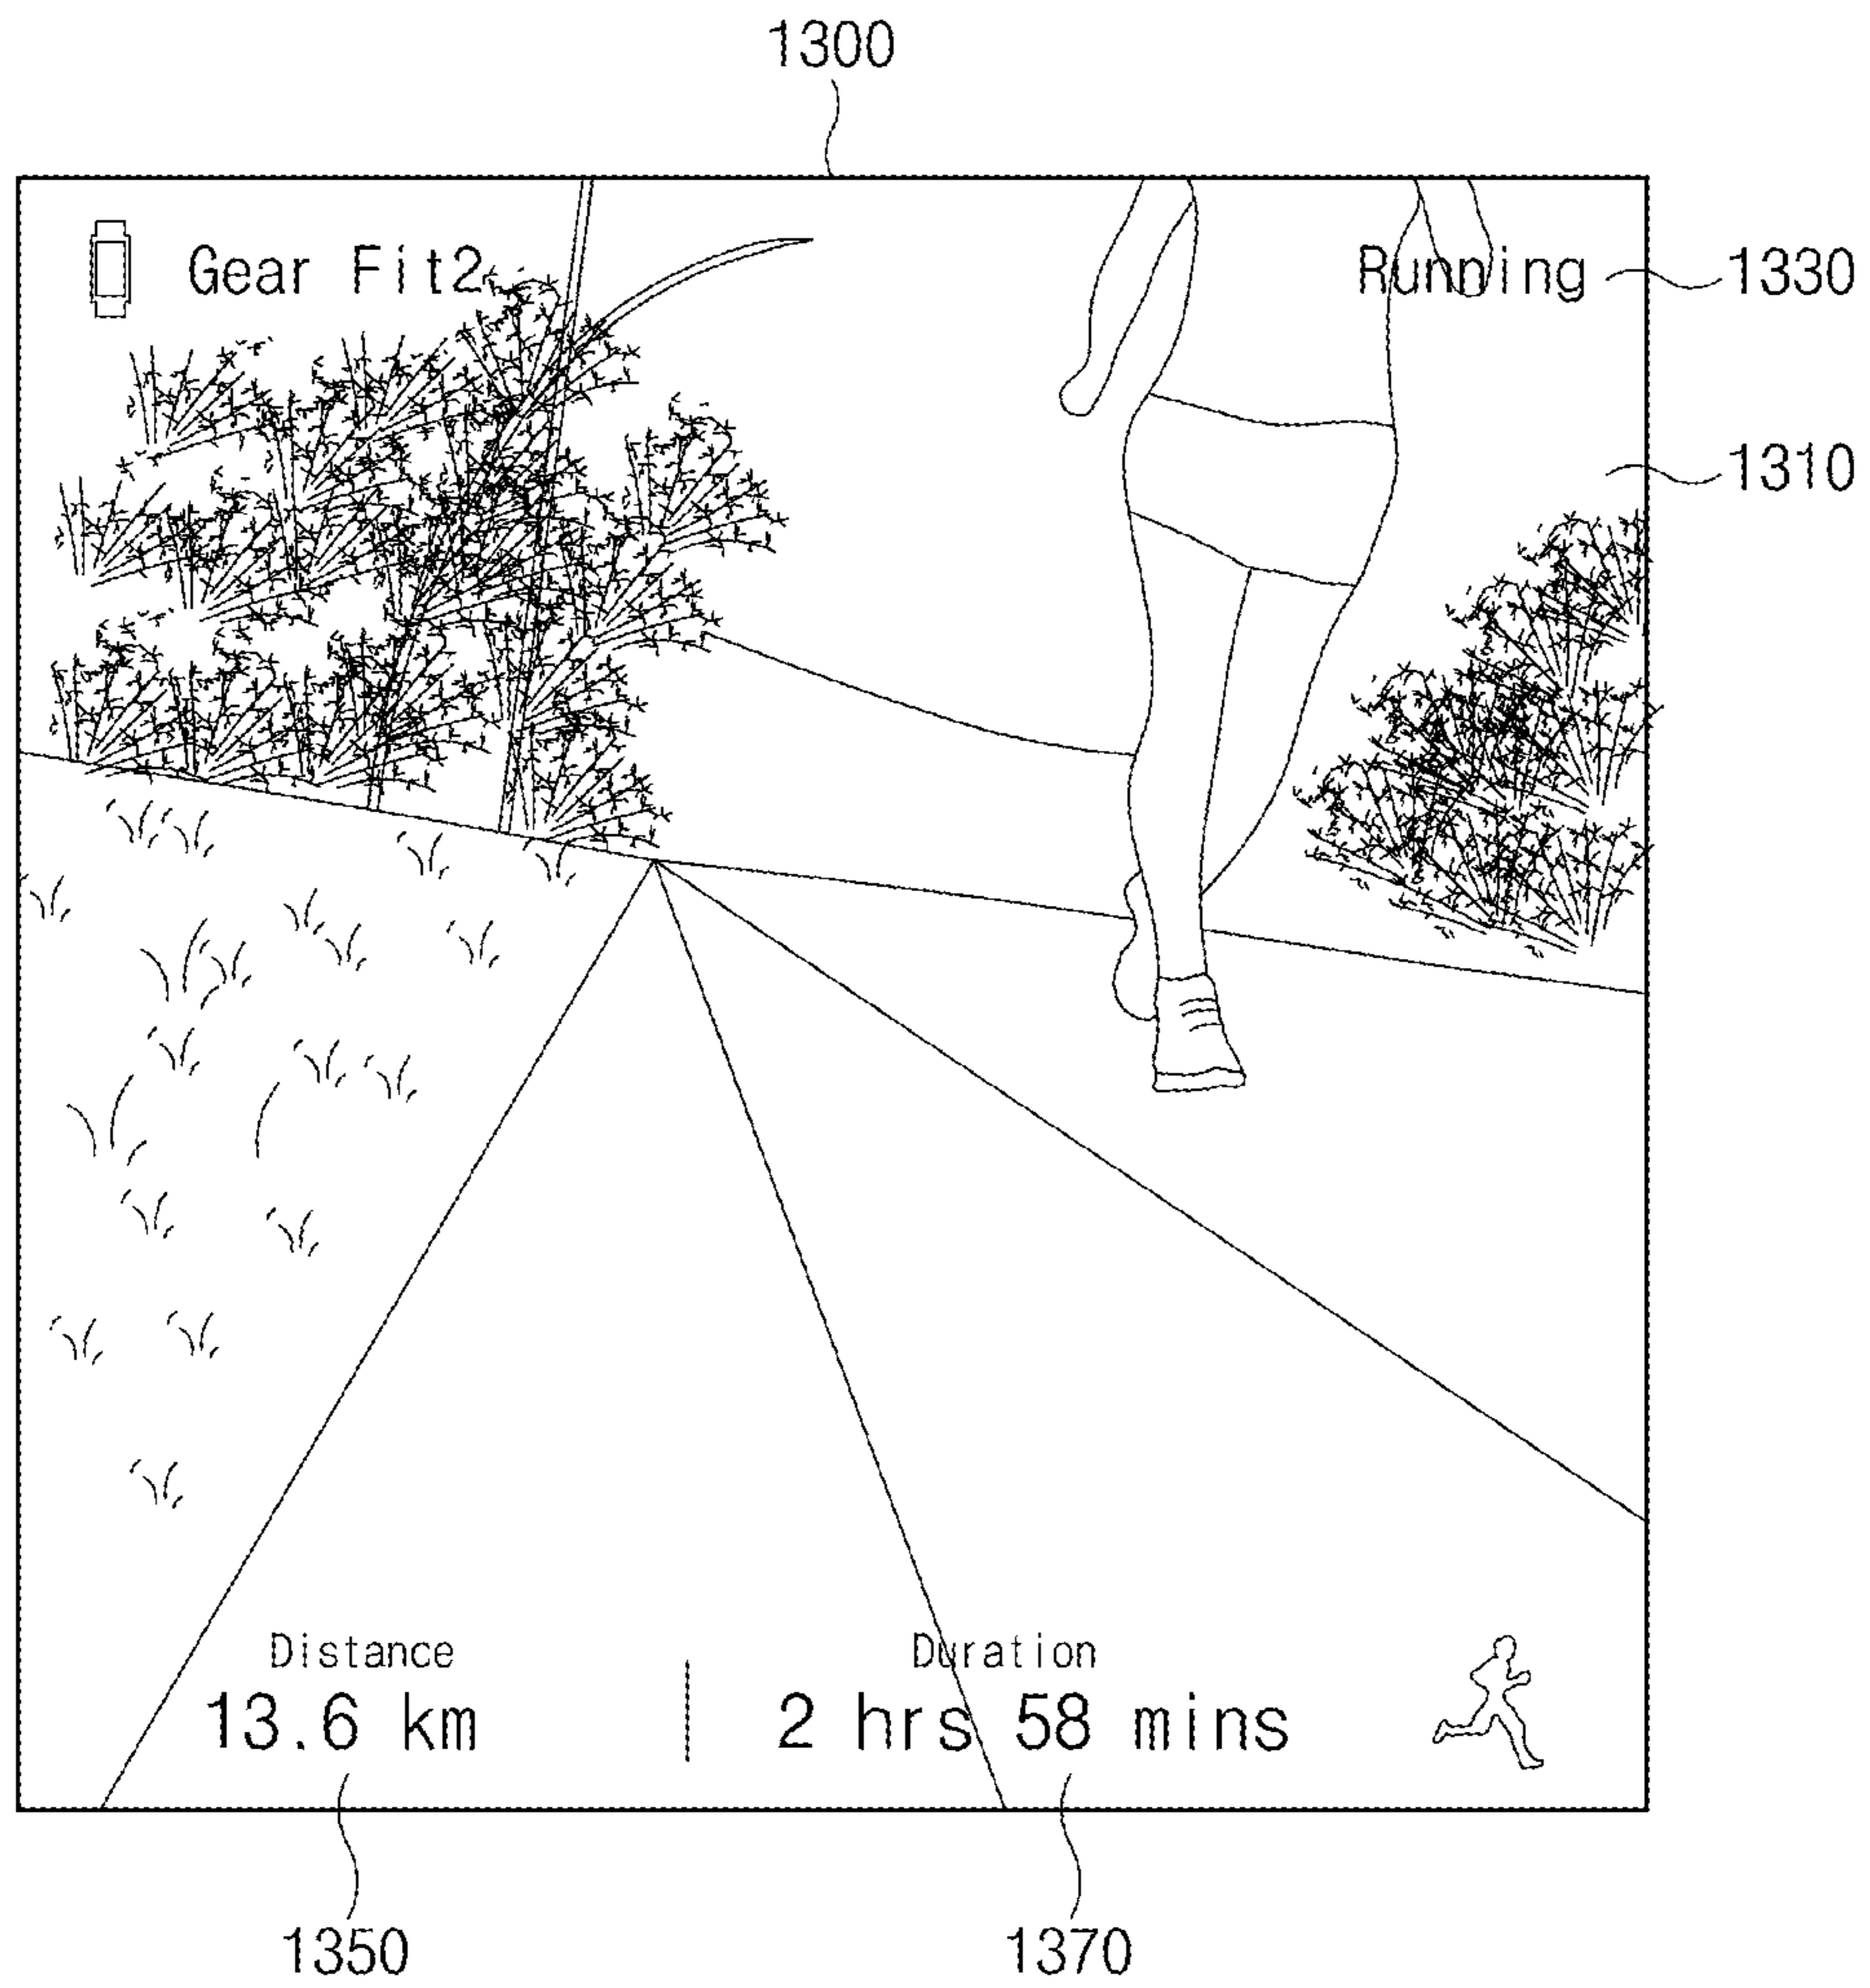 1300
Gear Fit2
Running
1330
1310
Distance
Duration
13.6 km
2 hrs 58 mins
1350
1370